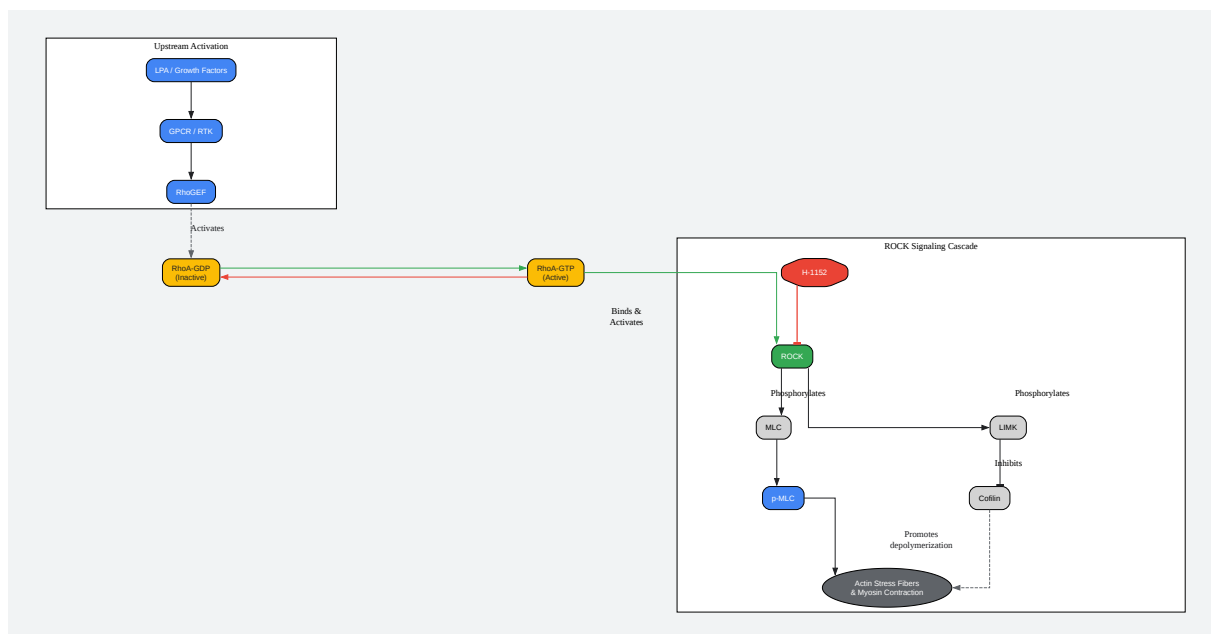 Upstream Activation
LPA / Growth Factors
GPCR / RTK
RhoGEF
Activates
RhoA-GDP
(Inactive)
RhoA-GTP
(Active)
Binds &
Activates
ROCK Signaling Cascade
H-1152
ROCK
Phosphorylates
Phosphorylates
MLC
LIMK
Inhibits
p-MLC
Cofilin
Promotes
depolymerization
Actin Stress Fibers
& Myosin Contraction